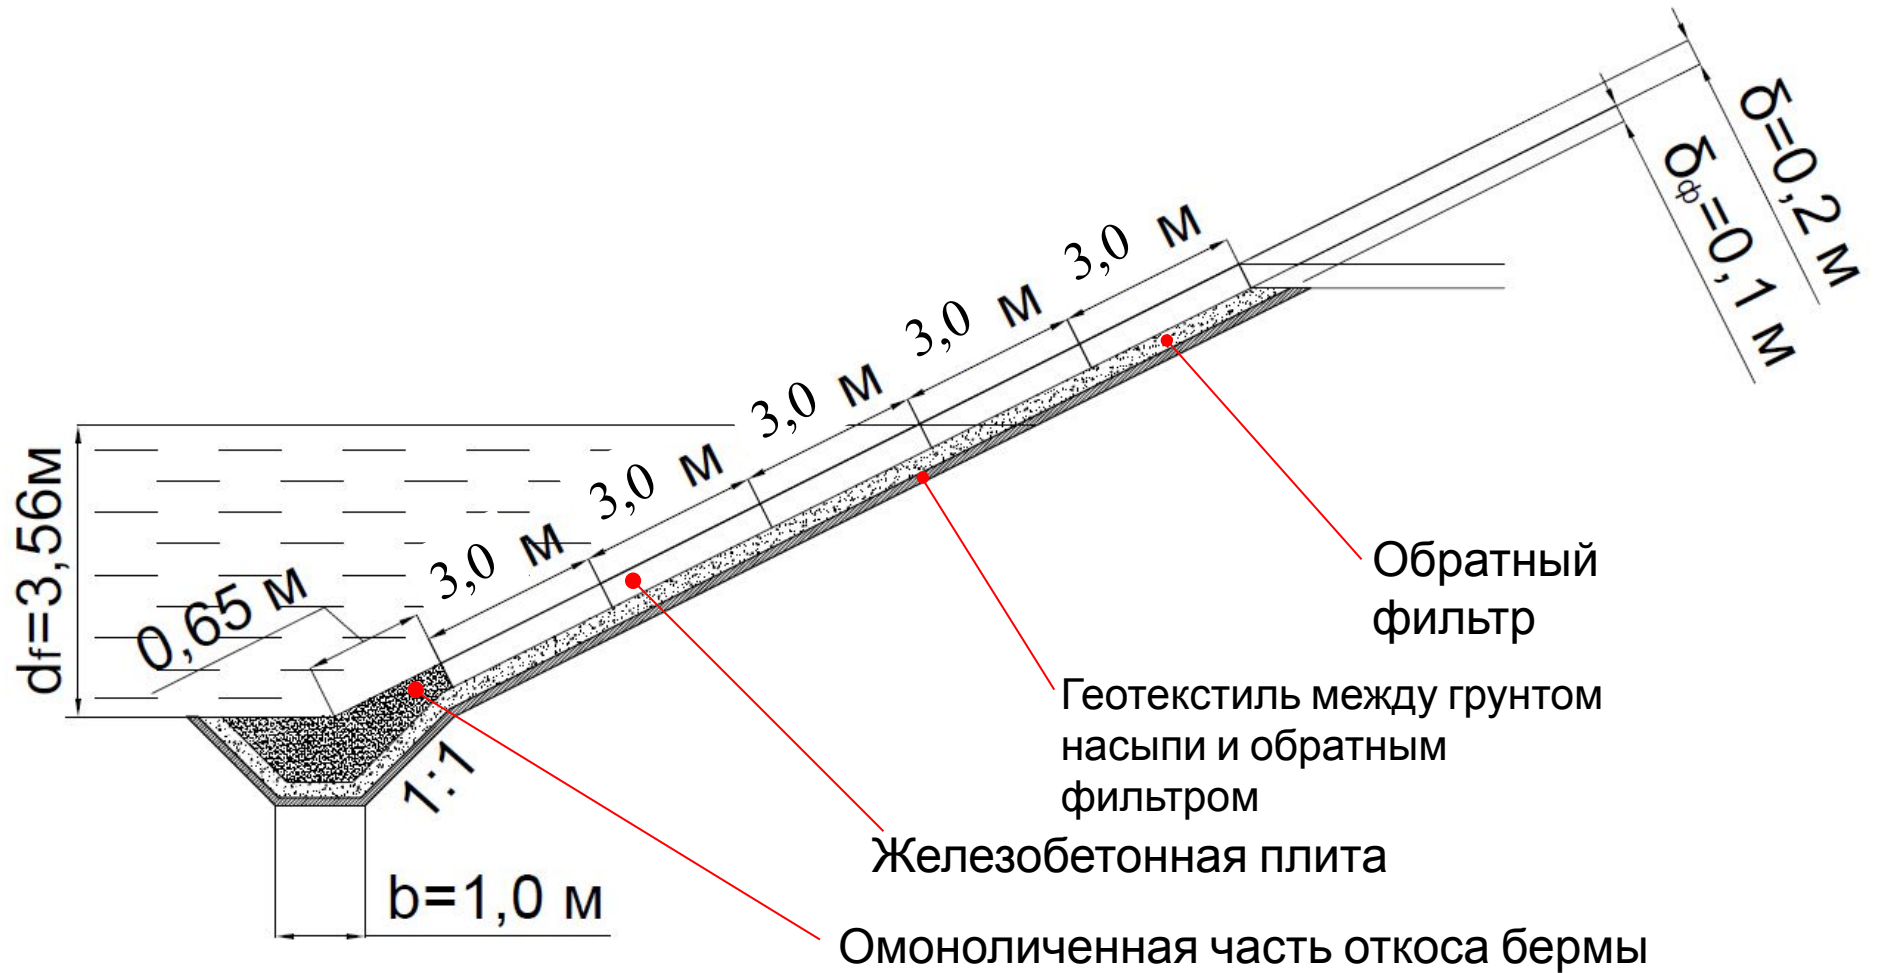 δ=0,2 м
δф=0,1 м
3,0 м
3,0 м
3,0 м
3,0 м
3,0 м
0,65 м
df=3,56м
1:1
b=1,0 м
Обратный
фильтр
Геотекстиль между грунтом
насыпи и обратным
фильтром
Железобетонная плита
Омоноличенная часть откоса бермы